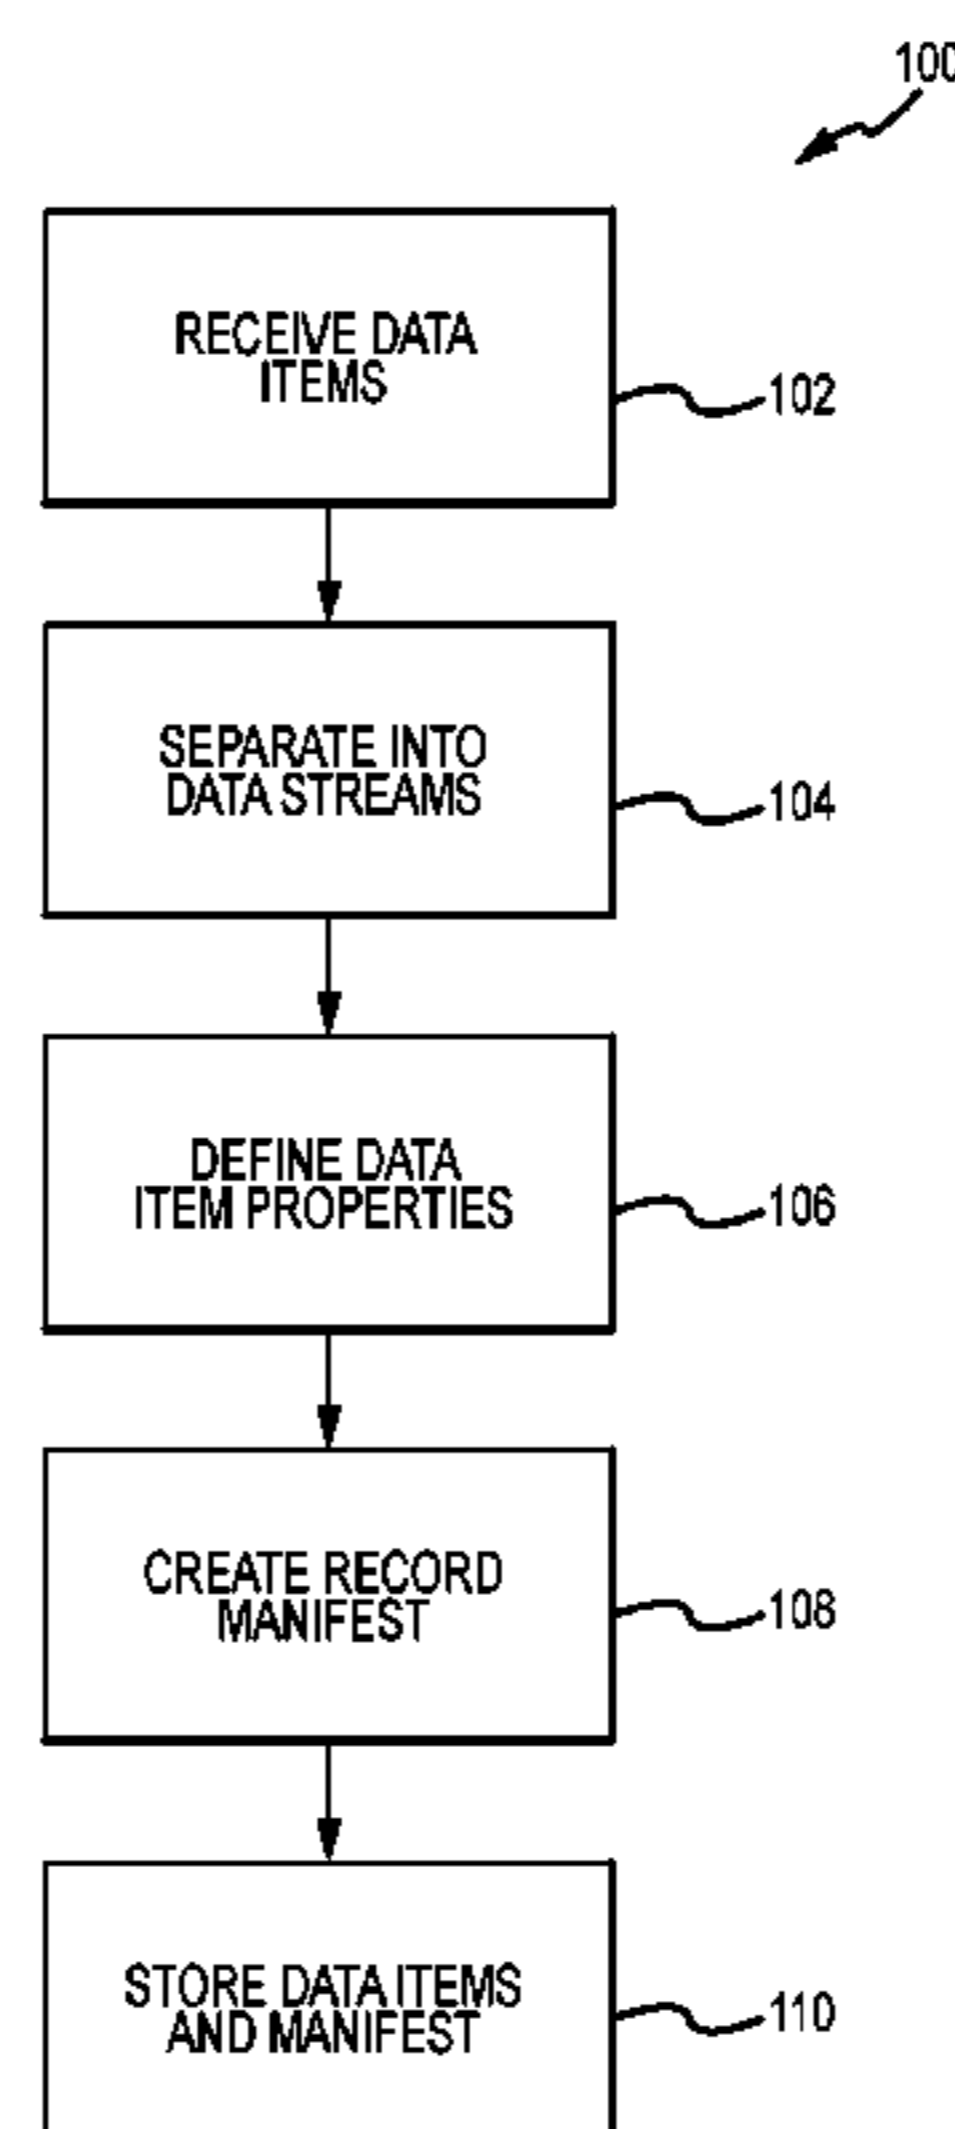 100
RECEIVE DATA
ITEMS
102
SEPARATE INTO
DATA STREAMS
104
DEFINE DATA
ITEM PROPERTIES
106
CREATE RECORD
MANIFEST
108
STORE DATA ITEMS
AND MANIFEST
110